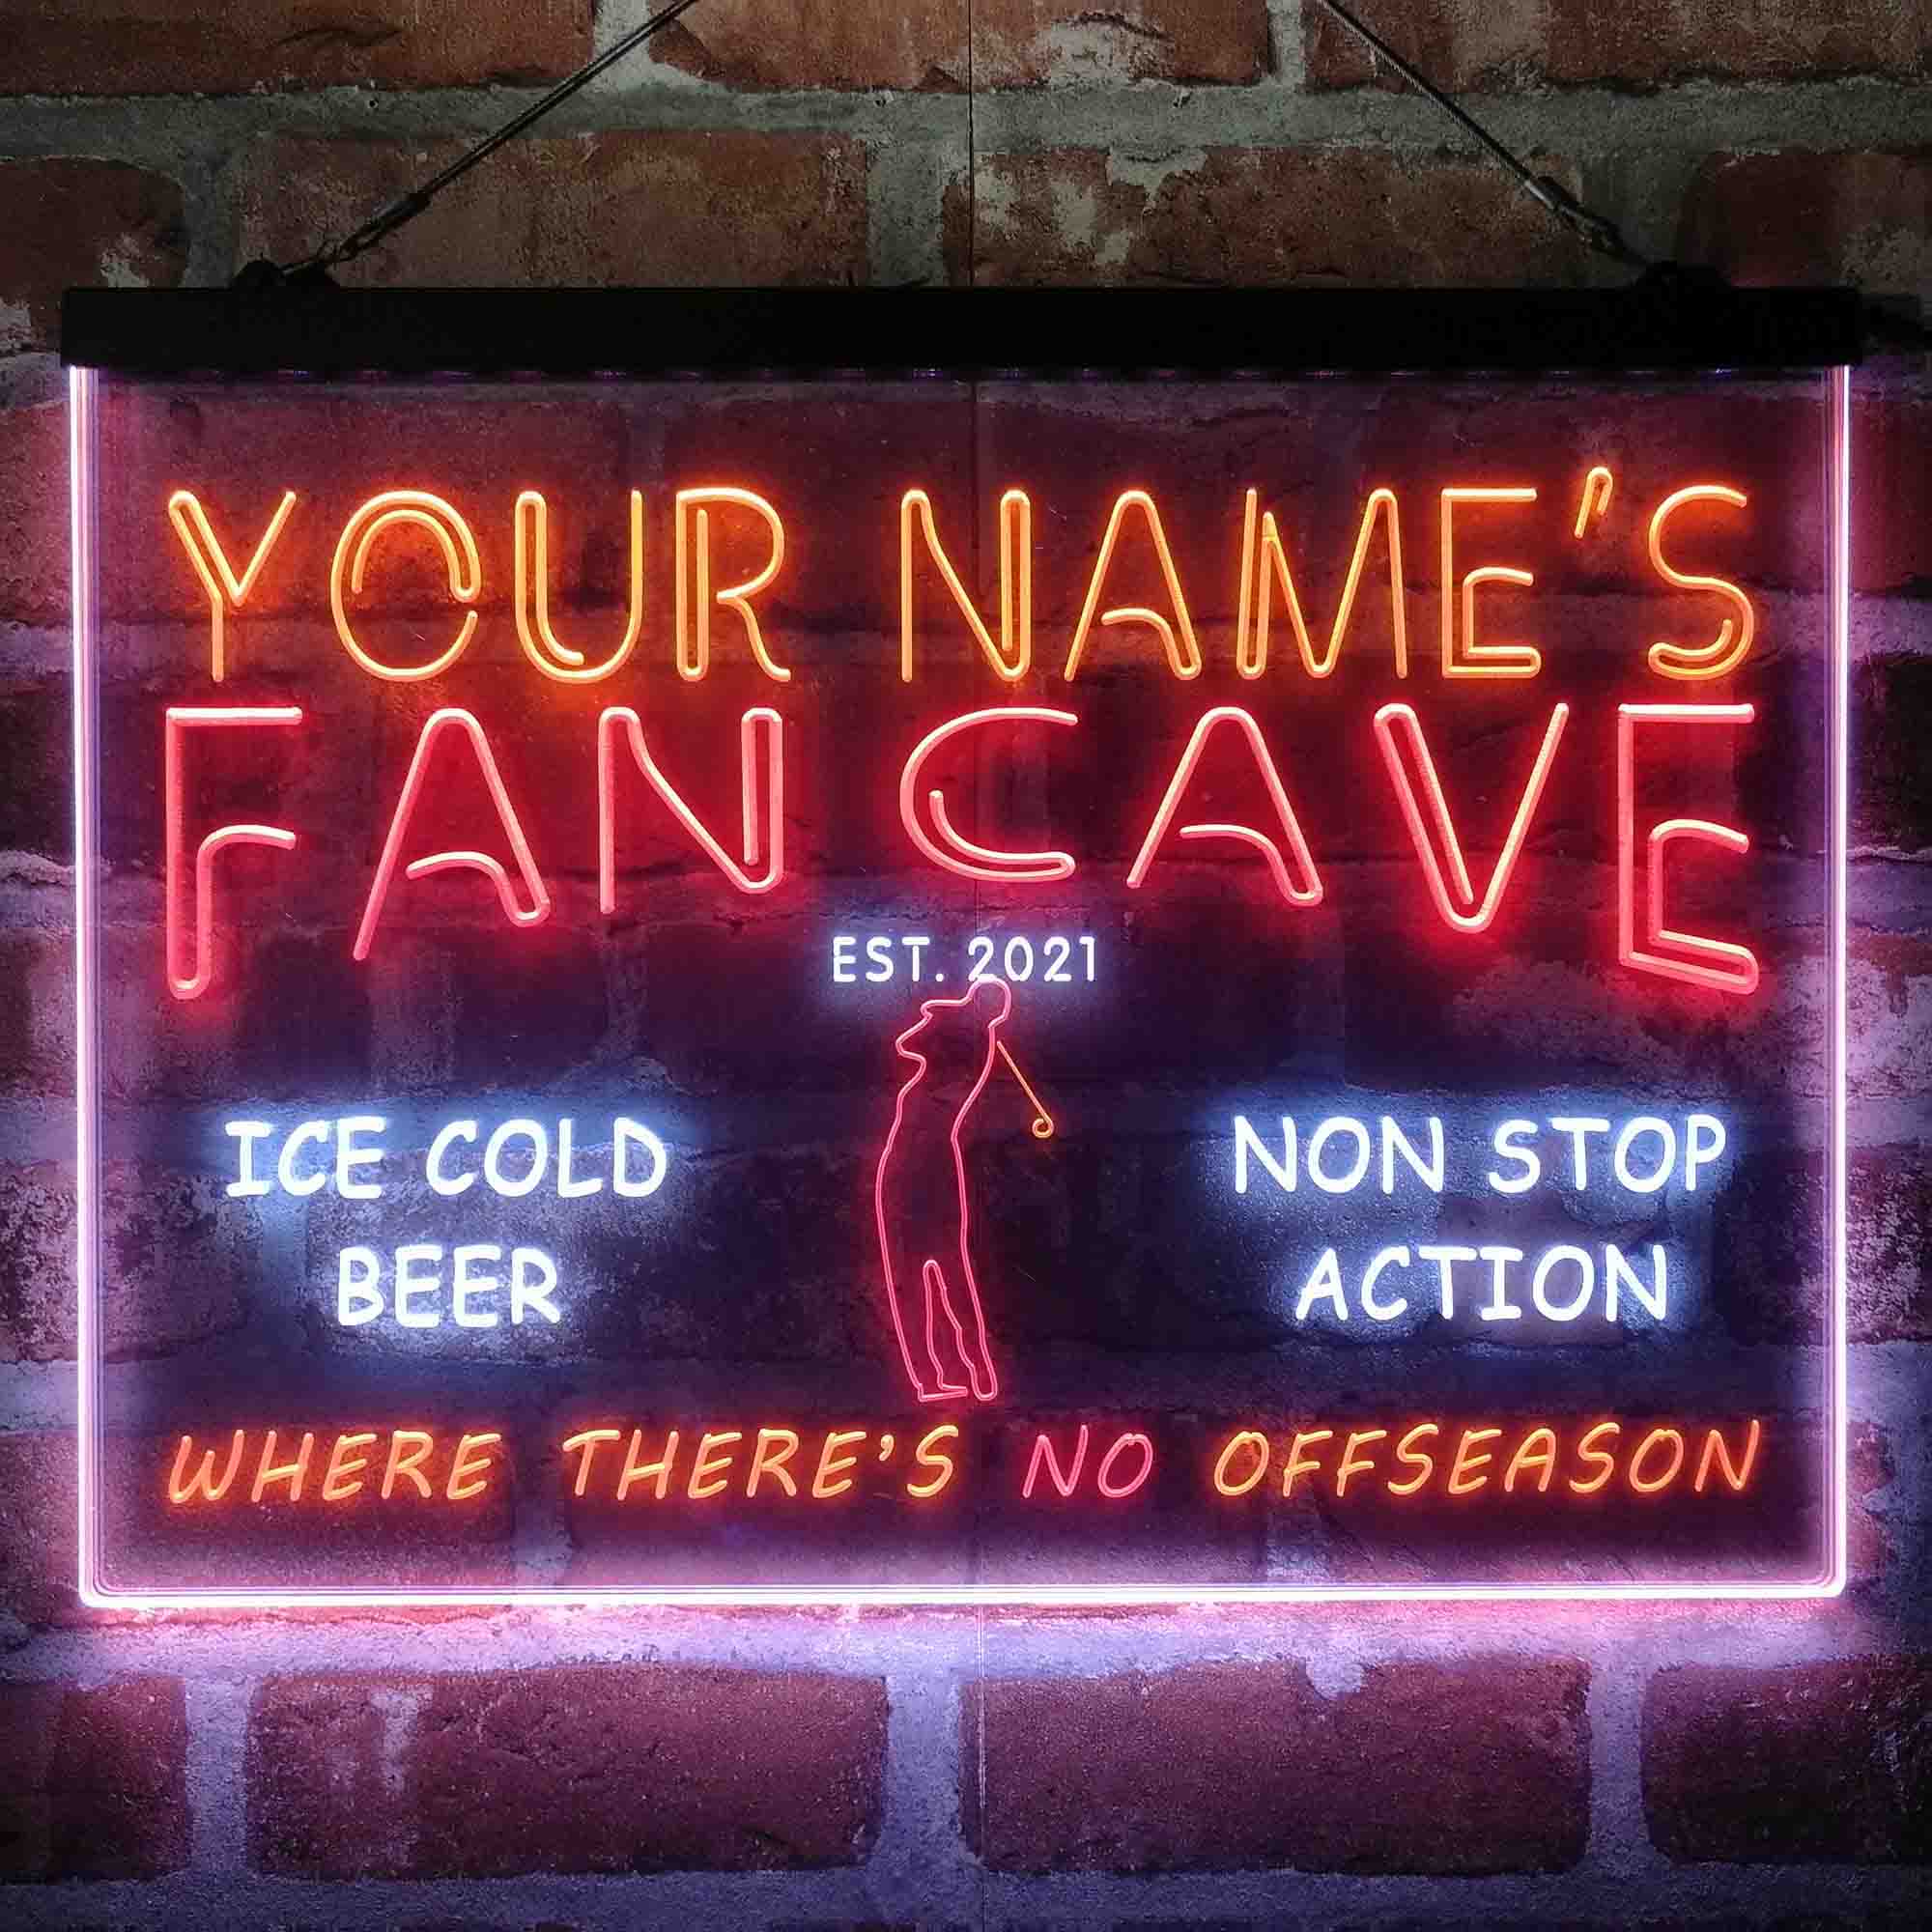 YOUR NAME'S
FAN CAVE
EST. 2021
ICE COLD
BEER
NON STOP
ACTION
WHERE THERE'S NO OFFSEASON